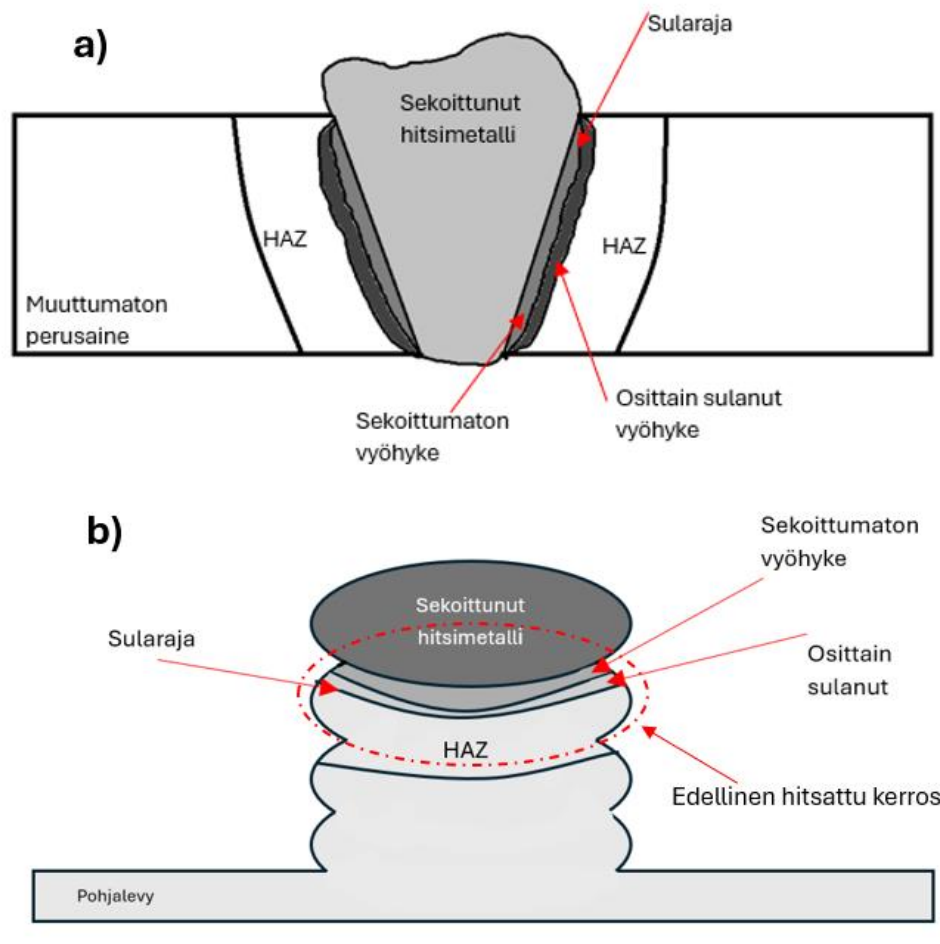 a)
Sularaja
Sekoittunut
hitsimetalli
HAZ
HAZ
Muuttumaton
perusaine
Osittain sulanut
vyöhyke
Sekoittumaton
vyöhyke
b)
Sekoittumaton
vyöhyke
Sekoittunut
hitsimetalli
Sularaja
Osittain
sulanut
HAZ
Edellinen hitsattu kerros
Pohjalevy